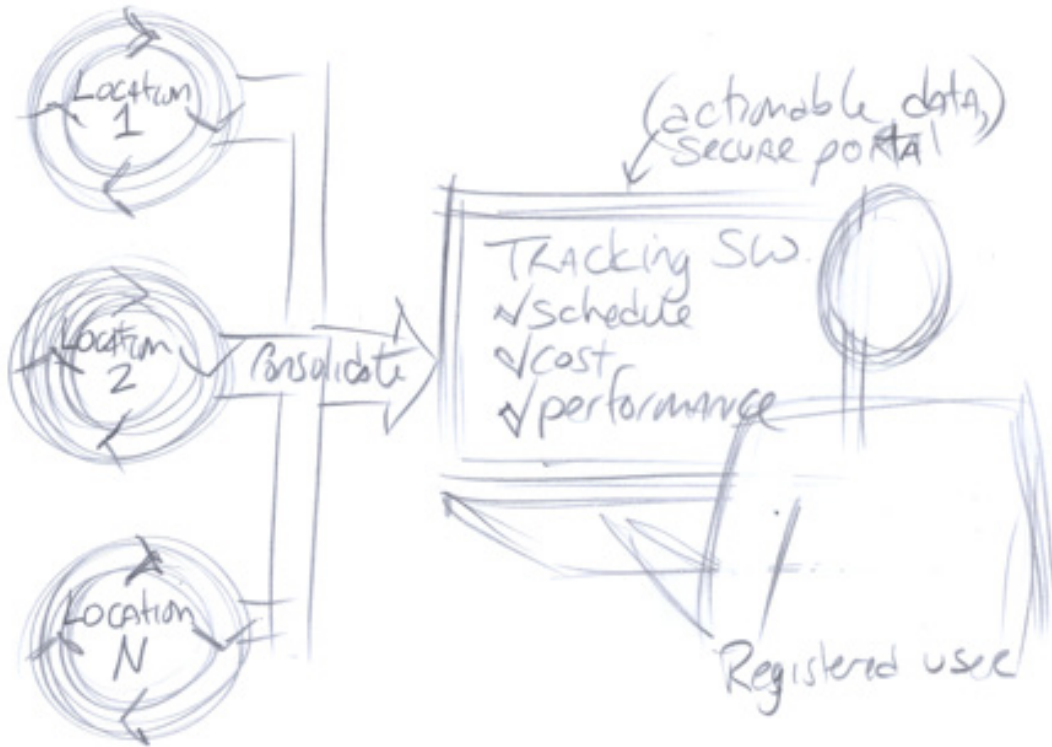 Location
1
(actionable data,)
secure portal
Tracking SW.
✓schedule
✓cost
✓performance
Location
2
Consolidate
Location
N
Registered user